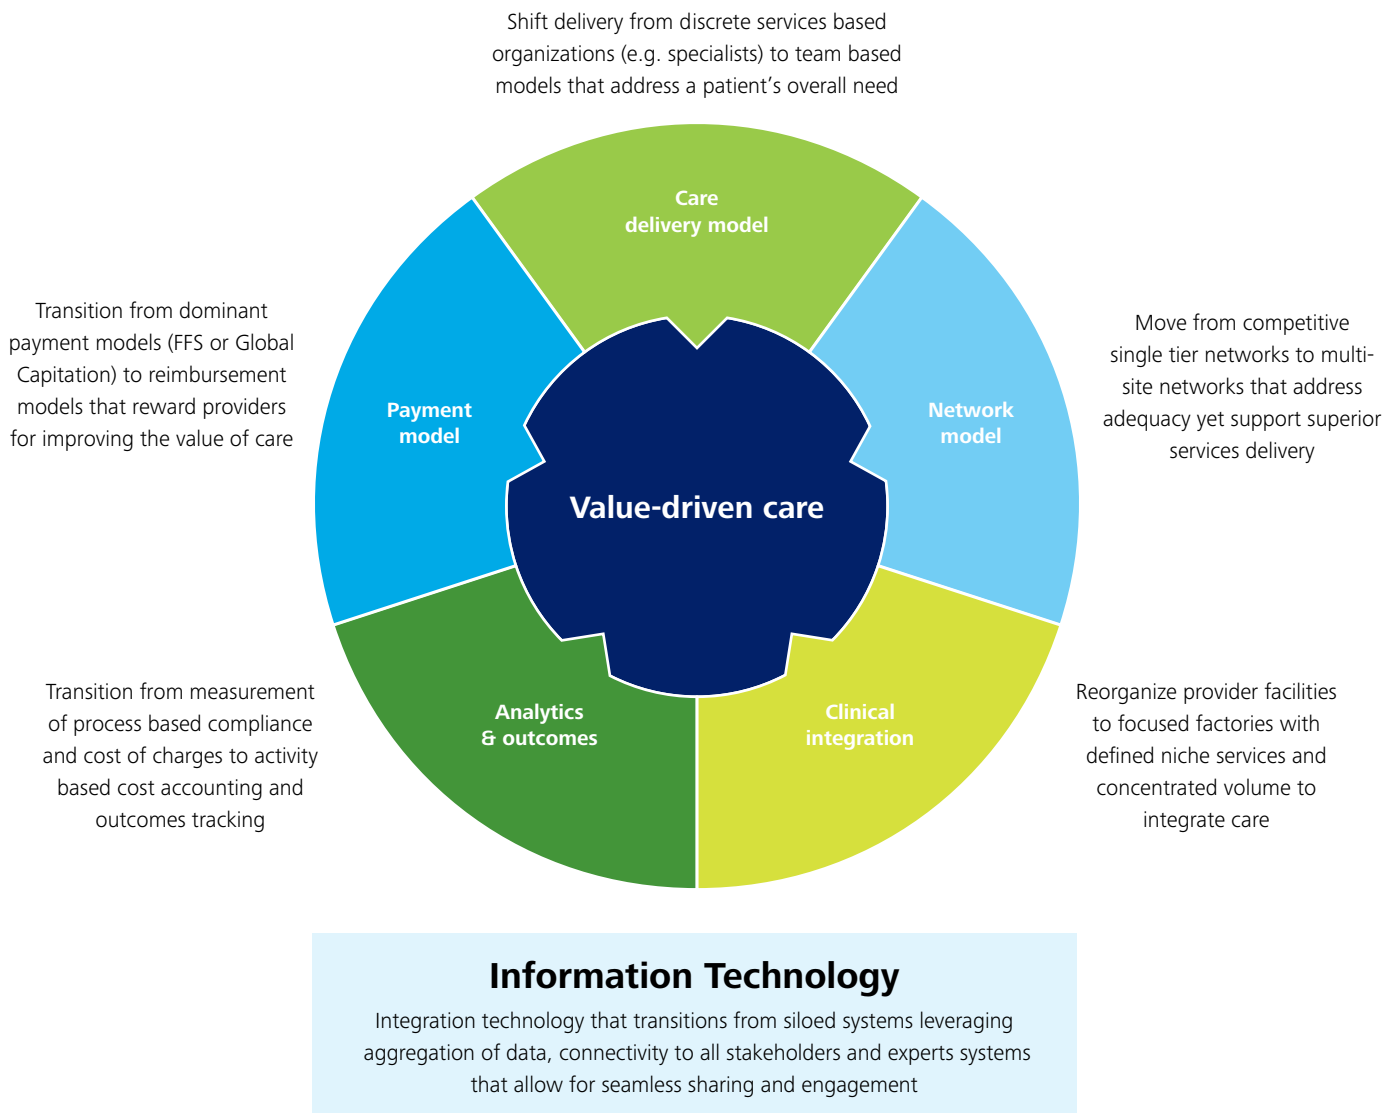 Shift delivery from discrete services based
organizations (e.g. specialists) to team based
models that address a patient’s overall need
Care
delivery model
Transition from dominant
payment models (FFS or Global
Capitation) to reimbursement
models that reward providers
for improving the value of care
Payment
model
Network
model
Move from competitive
single tier networks to multi-
site networks that address
adequacy yet support superior
services delivery
Value-driven care
Transition from measurement
of process based compliance
and cost of charges to activity
based cost accounting and
outcomes tracking
Analytics
& outcomes
Clinical
integration
Reorganize provider facilities
to focused factories with
defined niche services and
concentrated volume to
integrate care
Information Technology
Integration technology that transitions from siloed systems leveraging
aggregation of data, connectivity to all stakeholders and experts systems
that allow for seamless sharing and engagement